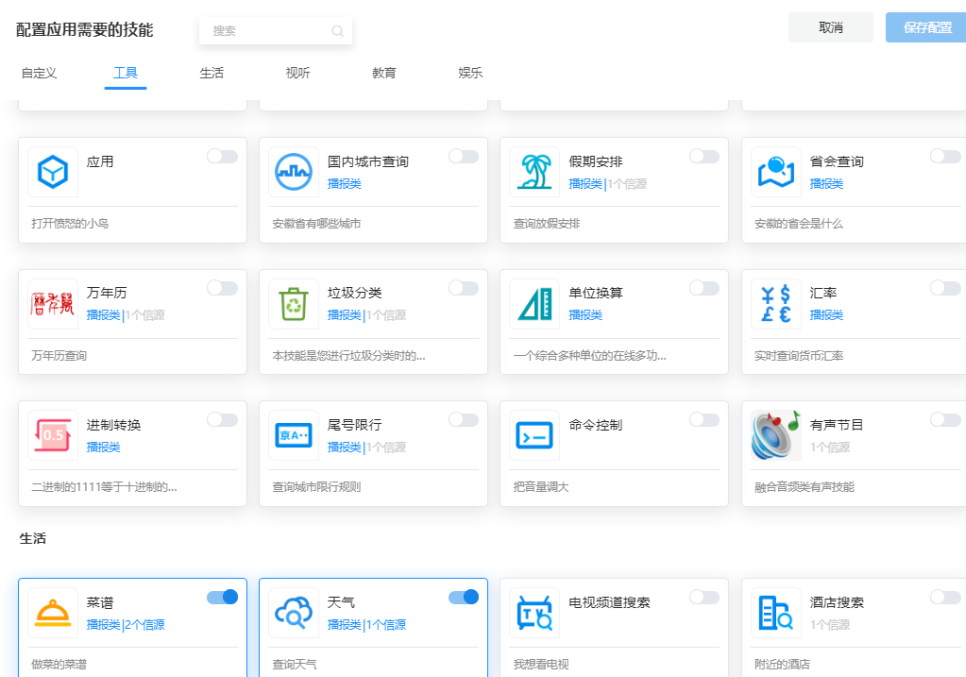 配置应用需要的技能
搜索
取消
保存配置
自定义
工具
生活
视听
教育
娱乐
应用
打开愤怒的小鸟
国内城市查询
播报类
安徽省有哪些城市
假期安排
播报类|1个信源
查询放假安排
省会查询
播报类
安徽的省会是什么
万年历
播报类|1个信源
万年历查询
垃圾分类
播报类|1个信源
本技能是您进行垃圾分类时的...
单位换算
播报类
一个综合多种单位的在线多功...
¥ $
£ €
汇率
播报类
实时查询货币汇率
0.5
进制转换
播报类
二进制的1111等于十进制的...
京A··
尾号限行
播报类|1个信源
查询城市限行规则
命令控制
把音量调大
有声节目
1个信源
融合音频类有声技能
生活
菜谱
播报类|2个信源
做菜的菜谱
天气
播报类|1个信源
查询天气
TV
电视频道搜索
我想看电视
酒店搜索
1个信源
附近的酒店